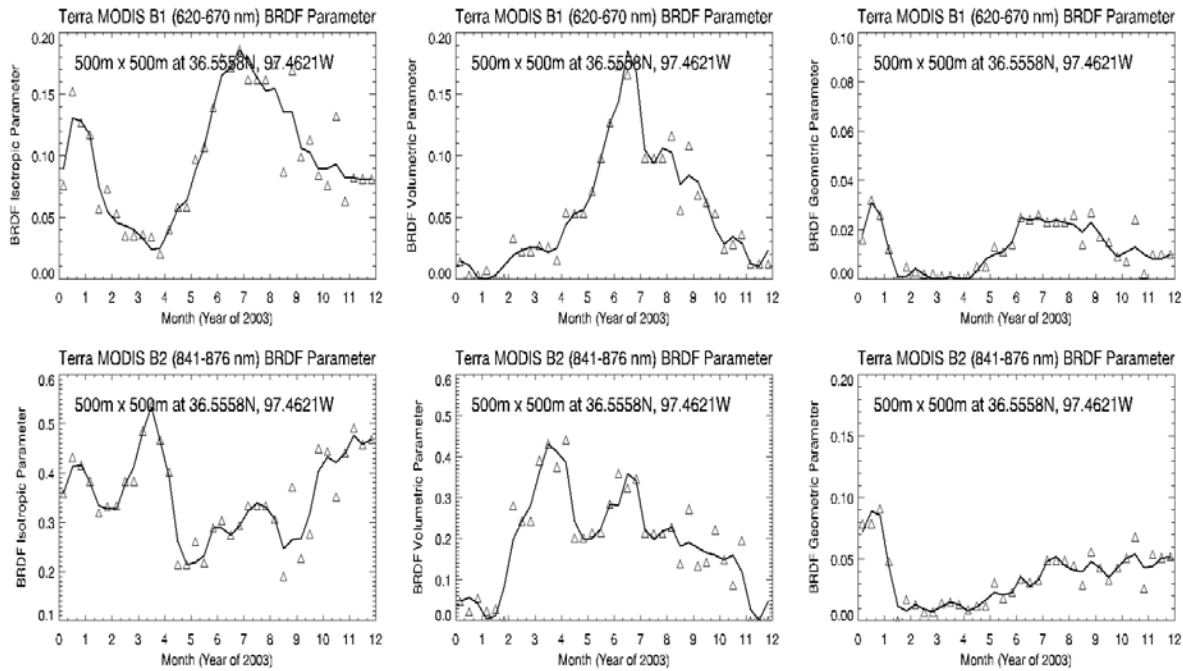 Terra MODIS B1 (620-670 nm) BRDF Parameter
500m x 500m at 36.5558N, 97.4621W
BRDF Isotropic Parameter
0.20
0.15
0.10
0.05
0.00
0 1 2 3 4 5 6 7 8 9 10 11 12
Month (Year of 2003)
Terra MODIS B1 (620-670 nm) BRDF Parameter
500m x 500m at 36.5558N, 97.4621W
BRDF Volumetric Parameter
0.20
0.15
0.10
0.05
0.00
0 1 2 3 4 5 6 7 8 9 10 11 12
Month (Year of 2003)
Terra MODIS B1 (620-670 nm) BRDF Parameter
500m x 500m at 36.5558N, 97.4621W
BRDF Geometric Parameter
0.10
0.08
0.06
0.04
0.02
0.00
0 1 2 3 4 5 6 7 8 9 10 11 12
Month (Year of 2003)
Terra MODIS B2 (841-876 nm) BRDF Parameter
500m x 500m at 36.5558N, 97.4621W
BRDF Isotropic Parameter
0.6
0.5
0.4
0.3
0.2
0.1
0 1 2 3 4 5 6 7 8 9 10 11 12
Month (Year of 2003)
Terra MODIS B2 (841-876 nm) BRDF Parameter
500m x 500m at 36.5558N, 97.4621W
BRDF Volumetric Parameter
0.6
0.5
0.4
0.3
0.2
0.1
0.0
0 1 2 3 4 5 6 7 8 9 10 11 12
Month (Year of 2003)
Terra MODIS B2 (841-876 nm) BRDF Parameter
500m x 500m at 36.5558N, 97.4621W
BRDF Geometric Parameter
0.20
0.15
0.10
0.05
0.00
0 1 2 3 4 5 6 7 8 9 10 11 12
Month (Year of 2003)